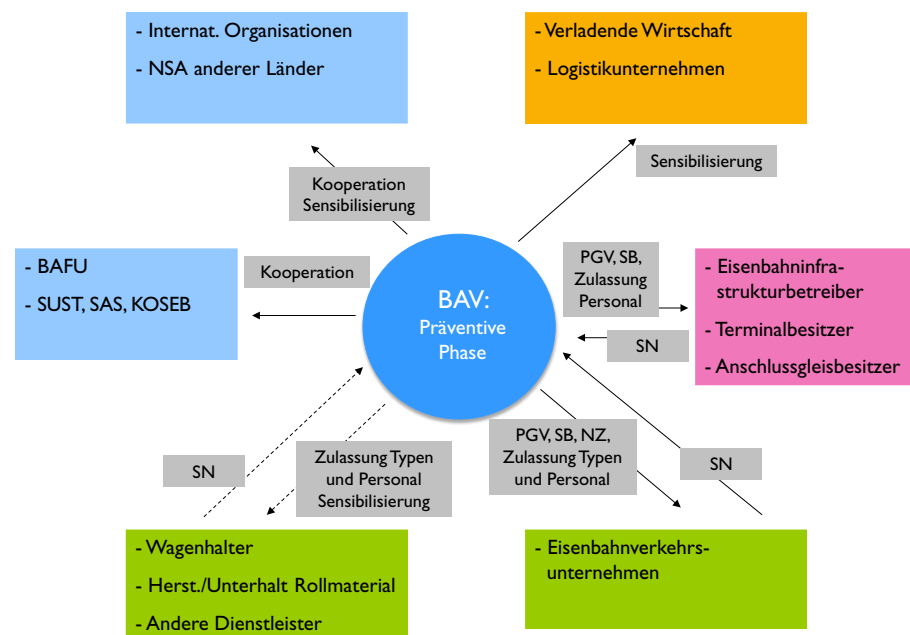 - Internat. Organisationen
- NSA anderer Länder
- Verladende Wirtschaft
- Logistikunternehmen
Kooperation
Sensibilisierung
Sensibilisierung
- BAFU
- SUST, SAS, KOSEB
Kooperation
BAV:
Präventive
Phase
PGV, SB,
Zulassung
Personal
SN
- Eisenbahninfra-
strukturbetreiber
- Terminalbesitzer
- Anschlussgleisbesitzer
SN
Zulassung Typen
und Personal
Sensibilisierung
PGV, SB, NZ,
Zulassung Typen
und Personal
SN
- Wagenhalter
- Herst./Unterhalt Rollmaterial
- Andere Dienstleister
- Eisenbahnverkehrs-
unternehmen